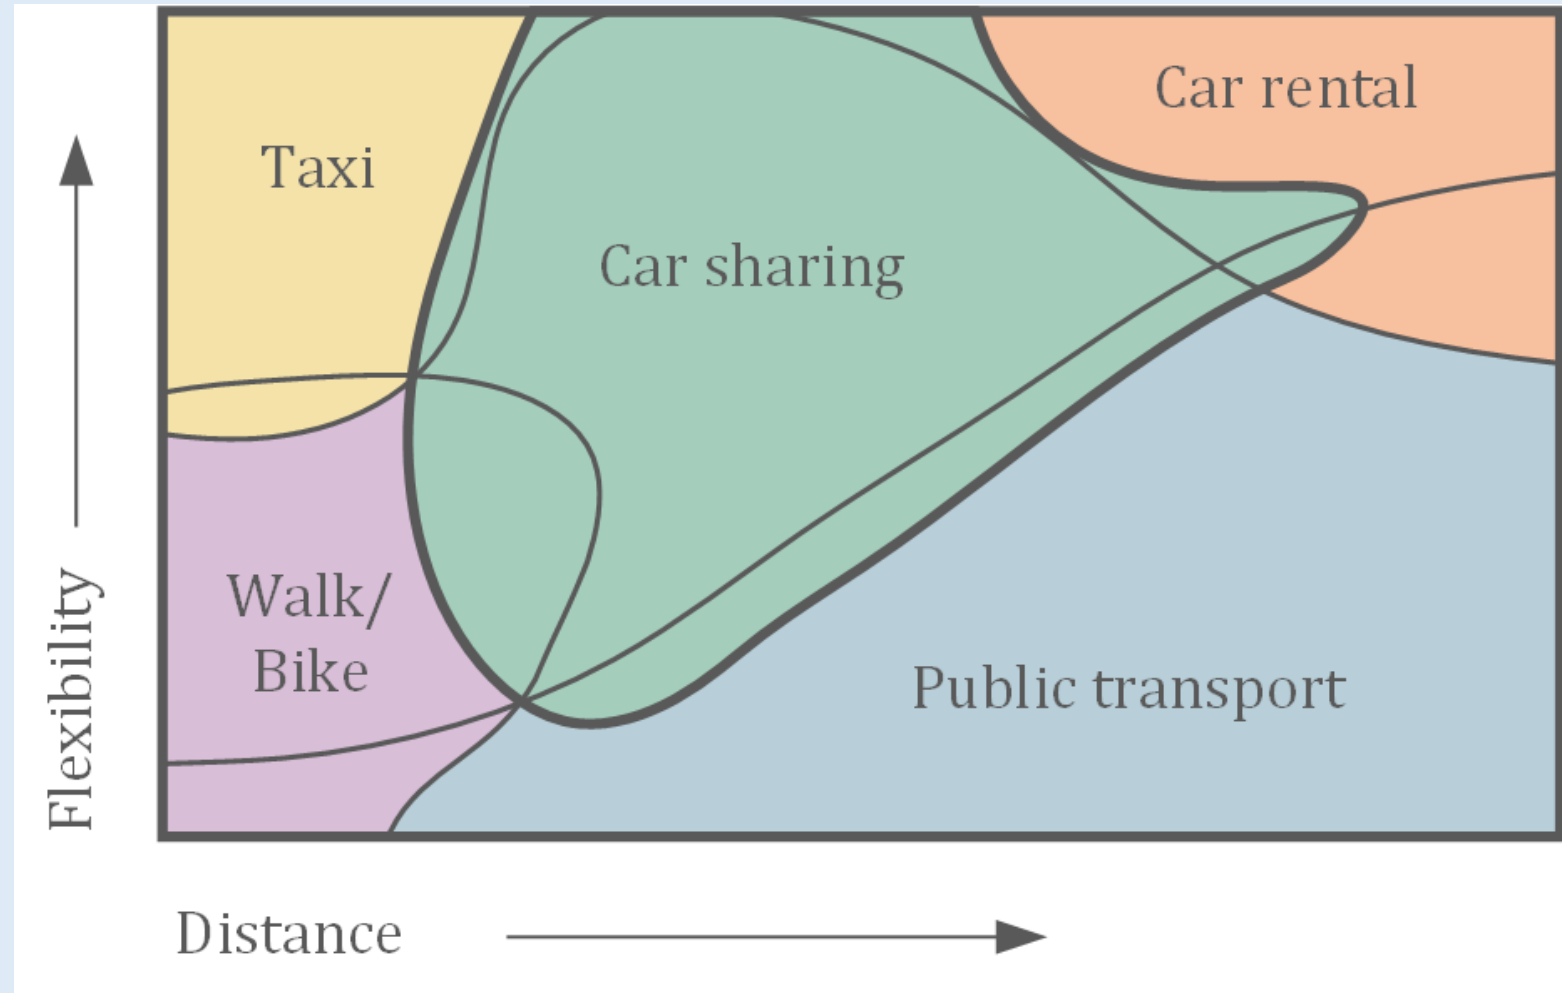 Car rental
Taxi
Car sharing
Walk/
Bike
Public transport
Flexibility
Distance